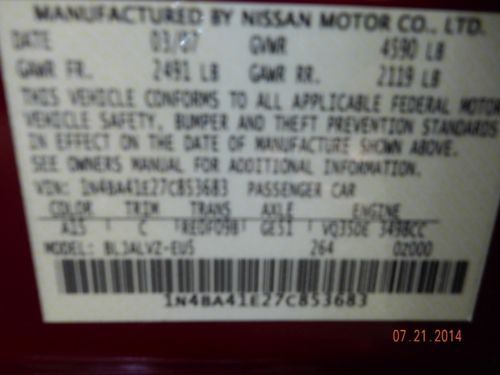 MANUFACTURED BY NISSAN MOTOR CO., LTD.
DATE 03/07 GVWR 4590 LB
GAWR FR. 2491 LB GAWR RR. 2119 LB
THIS VEHICLE CONFORMS TO ALL APPLICABLE FEDERAL MOTOR
VEHICLE SAFETY, BUMPER AND THEFT PREVENTION STANDARDS
IN EFFECT ON THE DATE OF MANUFACTURE SHOWN ABOVE.
SEE OWNERS MANUAL FOR ADDITIONAL INFORMATION.
VIN: 1N4BA41E27C853683 PASSENGER CAR
COLOR TRIM TRANS AXLE ENGINE
A15 C RE0F09B GE51 VQ35DE 3498CC
MODEL: BLJALVZ-EUS 264 0Z000
1N4BA41E27C853683
07.21.2014